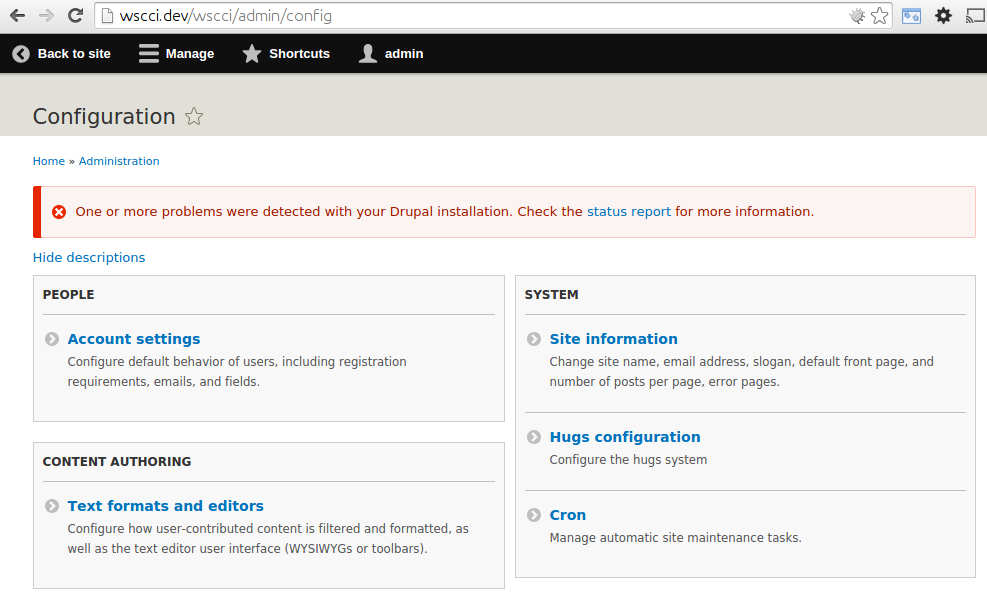 wscci.dev/wscci/admin/config
Back to site Manage Shortcuts admin
Configuration
Home » Administration
One or more problems were detected with your Drupal installation. Check the status report for more information.
Hide descriptions
PEOPLE
Account settings
Configure default behavior of users, including registration
requirements, emails, and fields.
CONTENT AUTHORING
Text formats and editors
Configure how user-contributed content is filtered and formatted, as
well as the text editor user interface (WYSIWYGs or toolbars).
SYSTEM
Site information
Change site name, email address, slogan, default front page, and
number of posts per page, error pages.
Hugs configuration
Configure the hugs system
Cron
Manage automatic site maintenance tasks.